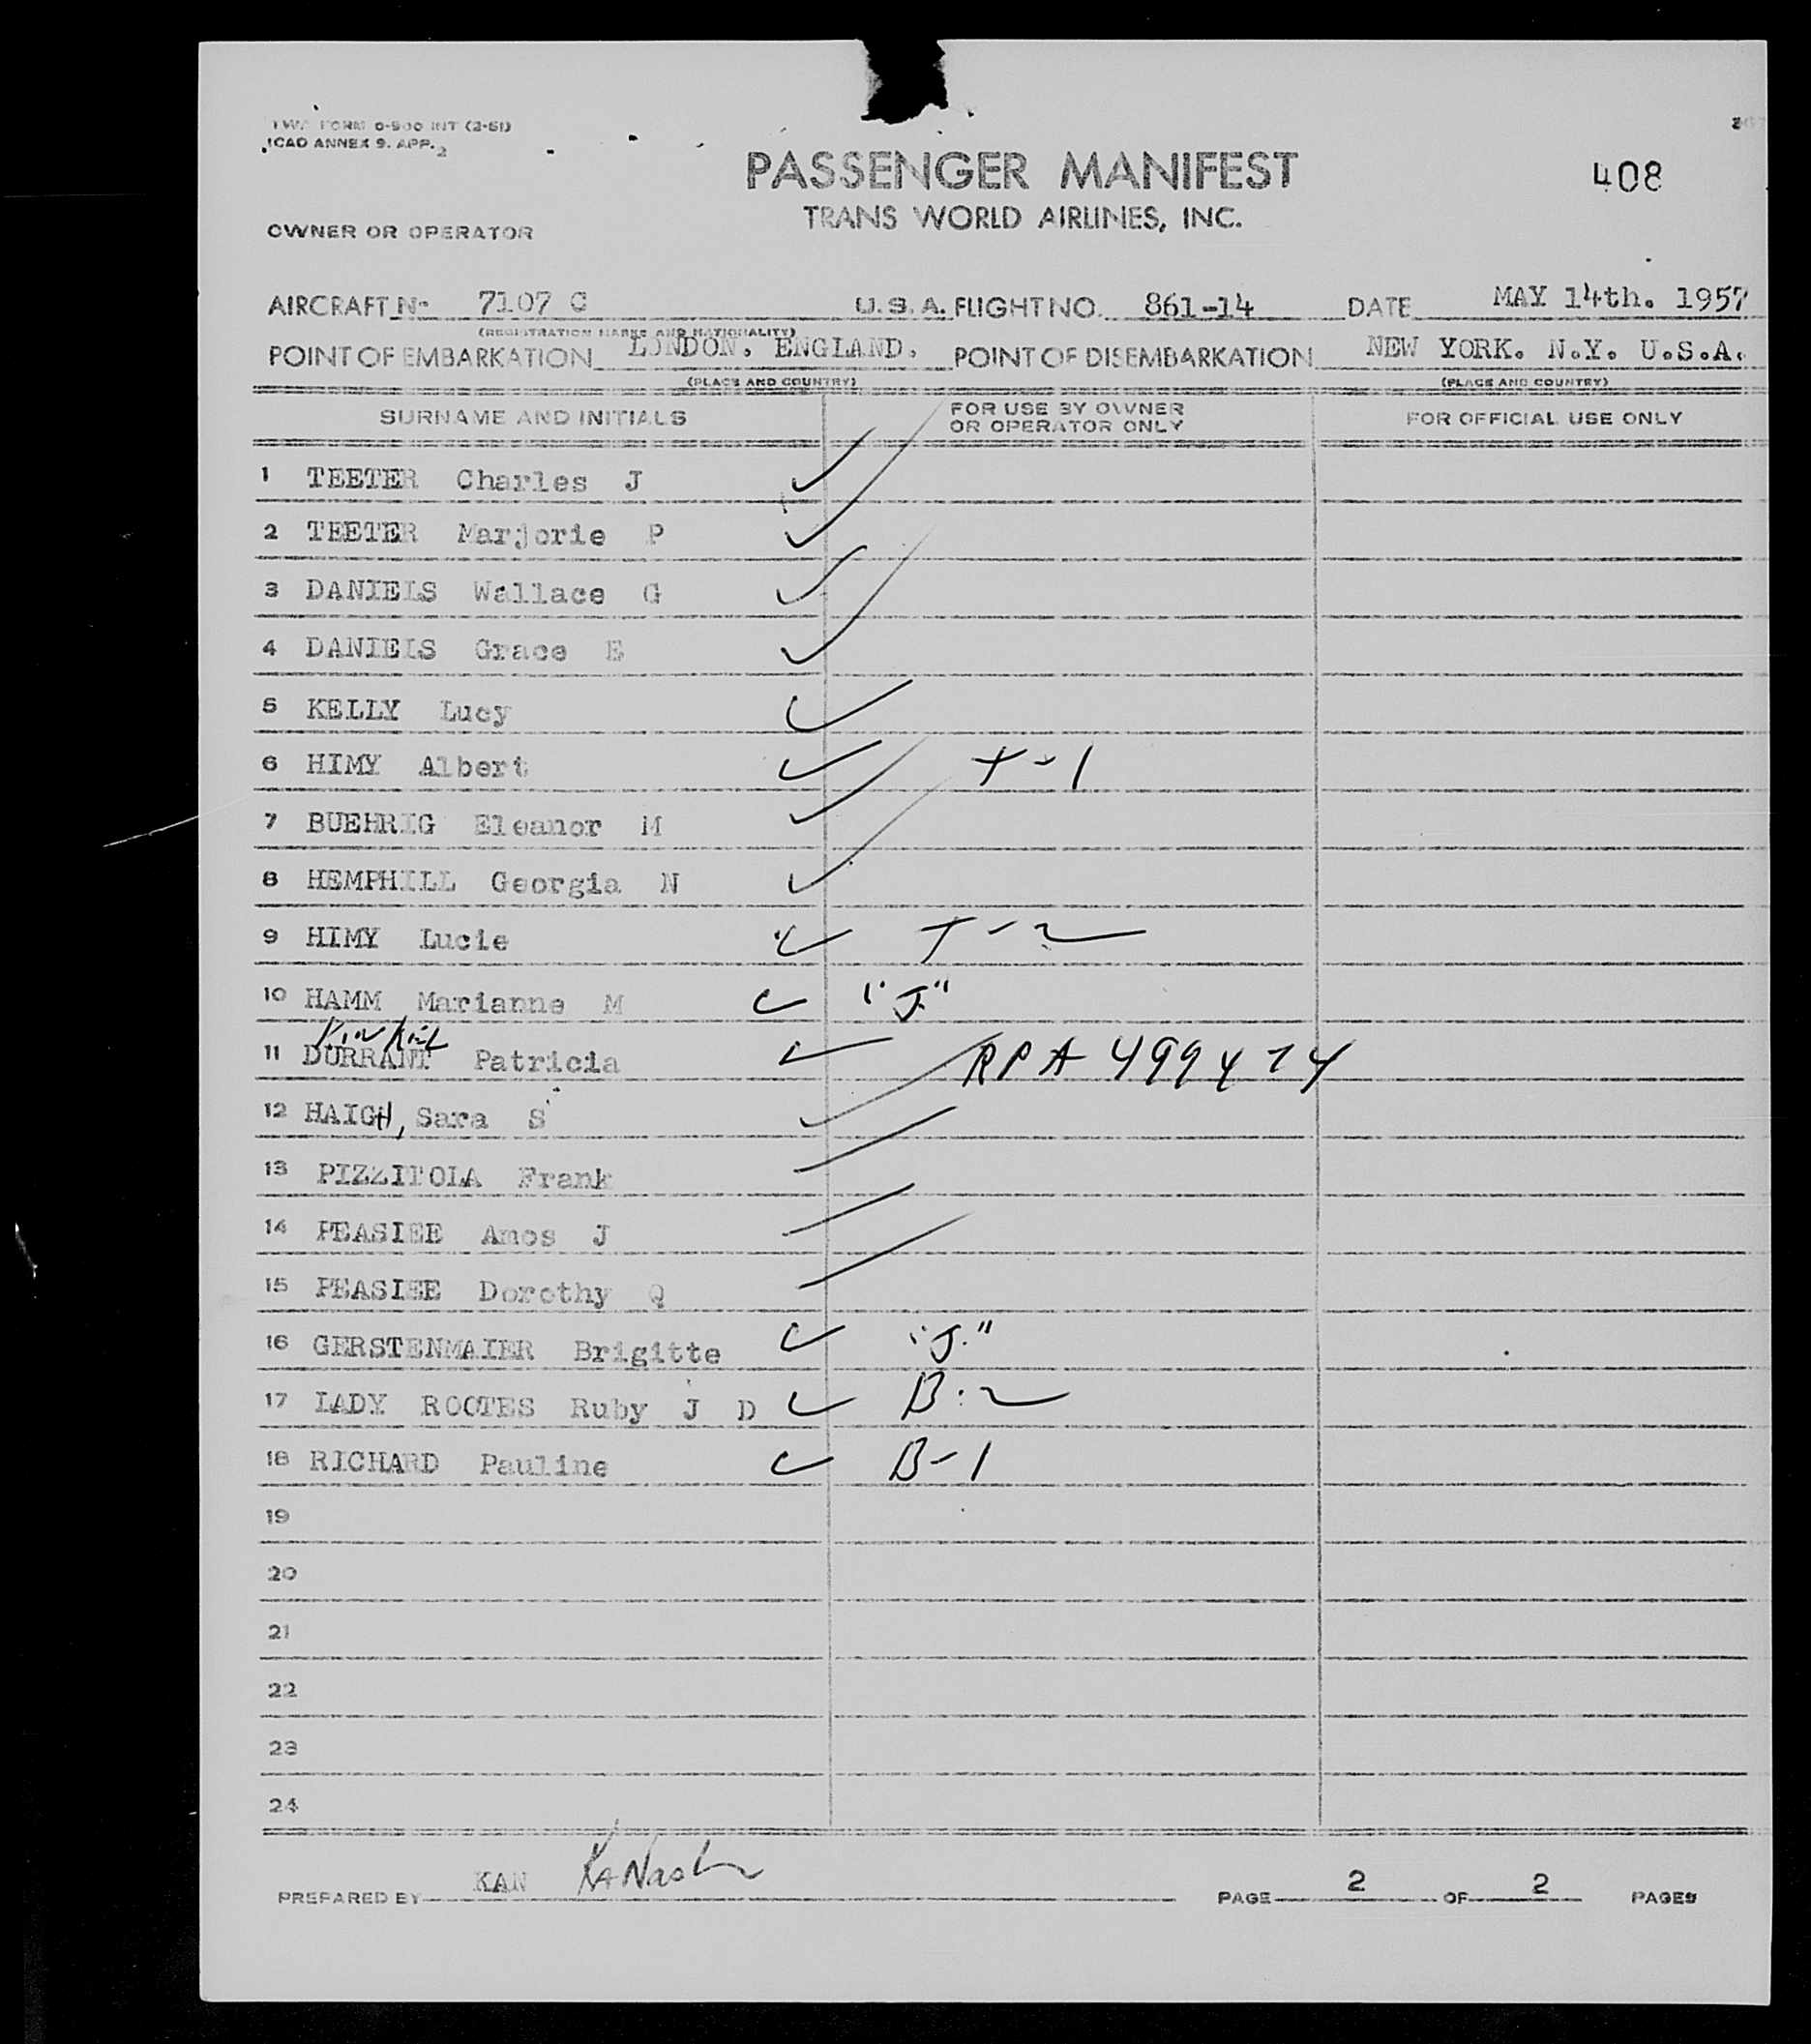 TWA FORM 0-900 INT (2-51)
ICAO ANNEX 9. APP. 2
PASSENGER MANIFEST
408
TRANS WORLD AIRLINES, INC.
OWNER OR OPERATOR
AIRCRAFT No 7107 C U.S.A. FLIGHT NO. 861-14 DATE MAY 14th. 1957
(REGISTRATION MARKS AND NATIONALITY)
POINT OF EMBARKATION LONDON. ENGLAND. POINT OF DISEMBARKATION NEW YORK. N.Y. U.S.A.
(PLACE AND COUNTRY) (PLACE AND COUNTRY)
SURNAME AND INITIALS FOR USE BY OWNER OR OPERATOR ONLY FOR OFFICIAL USE ONLY
1 TEETER Charles J
2 TEETER Marjorie P
3 DANIELS Wallace G
4 DANIELS Grace E
5 KELLY Lucy
6 HIMY Albert T-1
7 BUEHRIG Eleanor M
8 HEMPHILL Georgia N
9 HIMY Lucie T-2
10 HAMM Marianne M "J"
11 DURRANT Patricia RPA 499474
12 HAIGH, Sara S
13 PIZZITOLA Frank
14 PEASLEE Amos J
15 PEASLEE Dorothy Q
16 GERSTENMAIER Brigitte "J."
17 LADY ROOTES Ruby J D B-2
18 RICHARD Pauline B-1
19
20
21
22
23
24
PREPARED BY KAN KANash PAGE 2 OF 2 PAGES